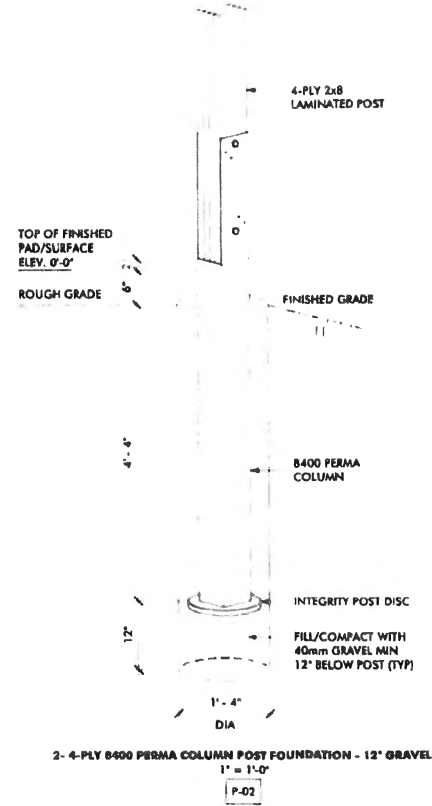 4-PLY 2x8
LAMINATED POST
TOP OF FINISHED
PAD/SURFACE
ELEV. 0'-0"
2"
6"
ROUGH GRADE
FINISHED GRADE
4'- 4"
8400 PERMA
COLUMN
INTEGRITY POST DISC
12"
FILL/COMPACT WITH
40mm GRAVEL MIN
12" BELOW POST (TYP)
1'- 4"
DIA
2- 4-PLY 8400 PERMA COLUMN POST FOUNDATION - 12" GRAVEL
1" = 1'-0"
P-02